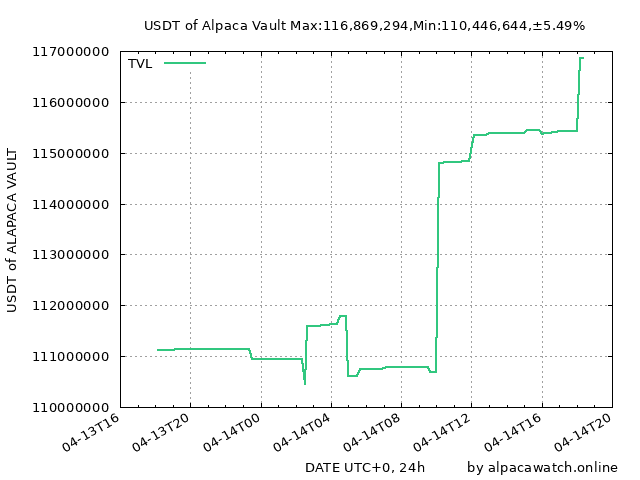 USDT of Alpaca Vault Max:116,869,294,Min:110,446,644,±5.49%
117000000
TVL
116000000
115000000
114000000
113000000
112000000
111000000
110000000
USDT of ALAPACA VAULT
04-13T16
04-13T20
04-14T00
04-14T04
04-14T08
04-14T12
04-14T16
04-14T20
DATE UTC+0, 24h
by alpacawatch.online